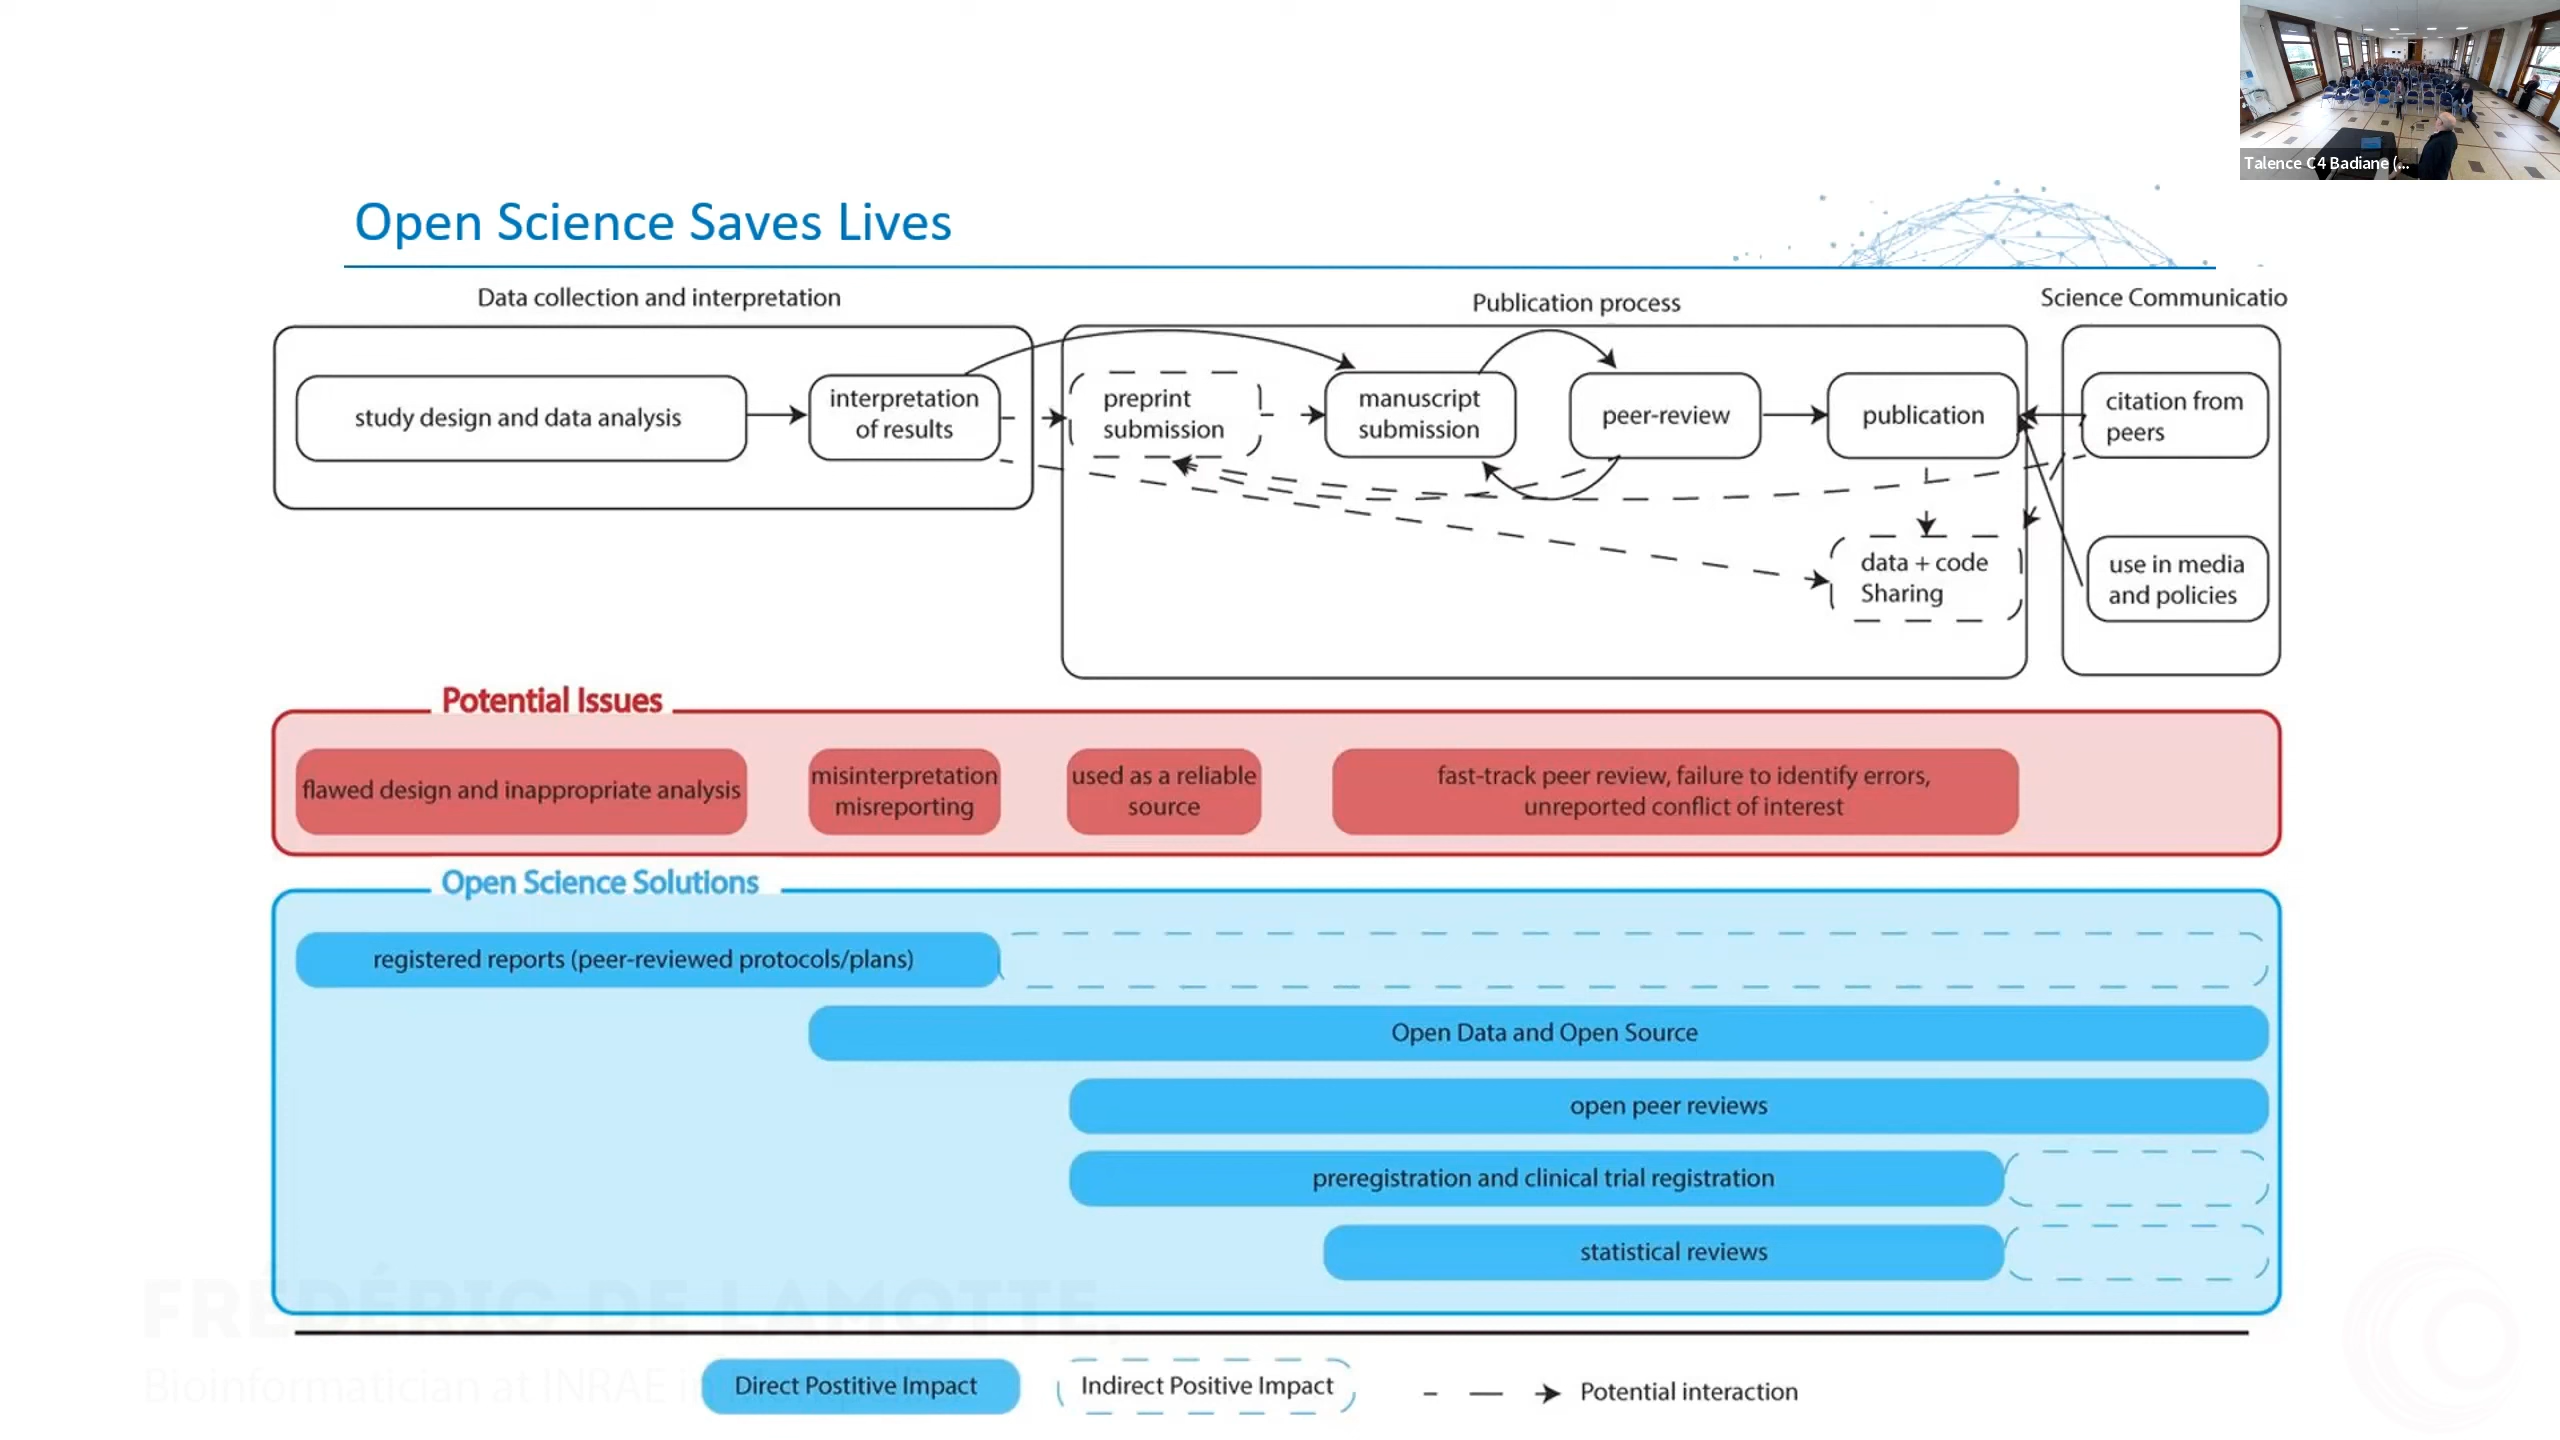 Talence C4 Badiane (...
Open Science Saves Lives
Data collection and interpretation
Publication process
Science Communicatio
study design and data analysis
interpretation
of results
preprint
submission
manuscript
submission
peer-review
publication
citation from
peers
data + code
Sharing
use in media
and policies
Potential Issues
flawed design and inappropriate analysis
misinterpretation
misreporting
used as a reliable
source
fast-track peer review, failure to identify errors,
unreported conflict of interest
Open Science Solutions
registered reports (peer-reviewed protocols/plans)
Open Data and Open Source
open peer reviews
preregistration and clinical trial registration
statistical reviews
FRÉDÉRIC DE LAMOTTE,
Bioinformatician at INRAE in
Direct Postitive Impact
Indirect Positive Impact
Potential interaction